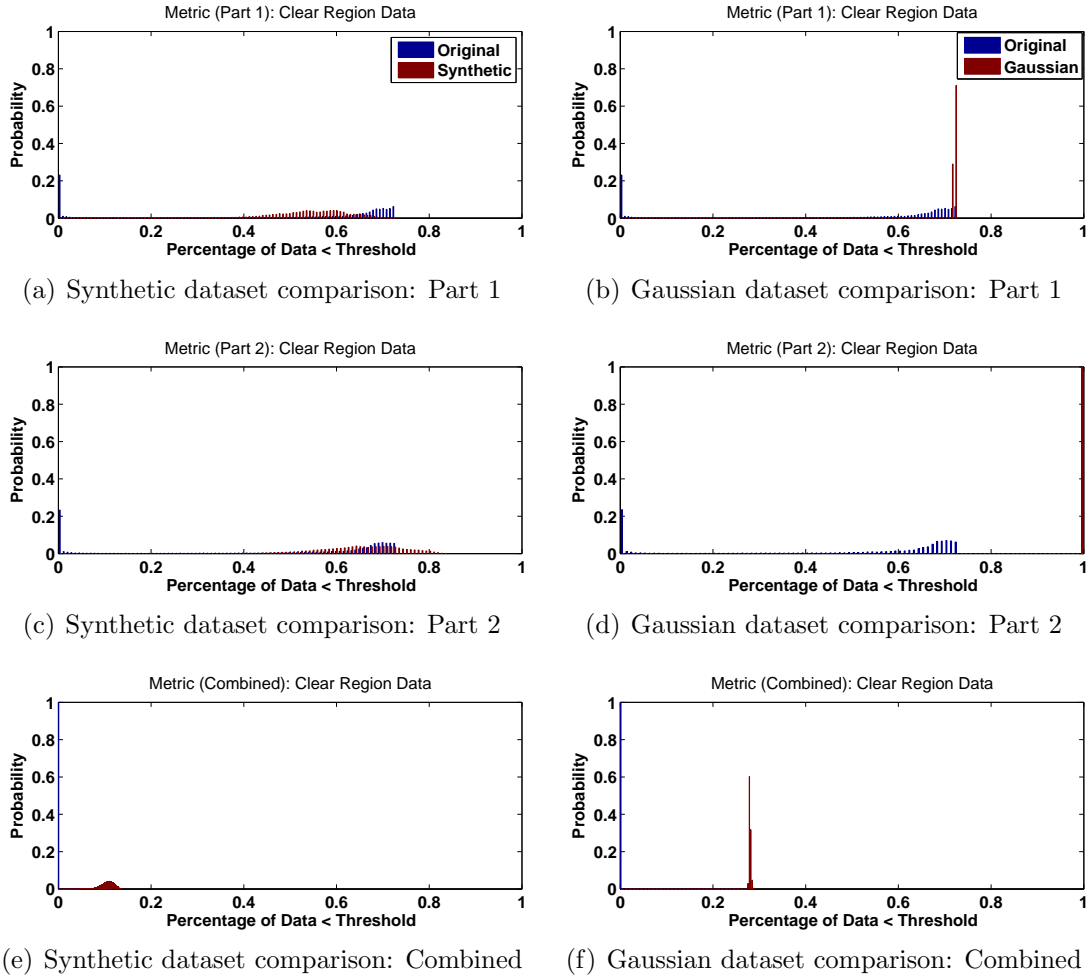 Metric (Part 1): Clear Region Data
1
0.8
0.6
0.4
0.2
0
Probability
Original
Synthetic
0 0.2 0.4 0.6 0.8 1
Percentage of Data < Threshold
(a) Synthetic dataset comparison: Part 1
Metric (Part 1): Clear Region Data
1
0.8
0.6
0.4
0.2
0
Probability
Original
Gaussian
0 0.2 0.4 0.6 0.8 1
Percentage of Data < Threshold
(b) Gaussian dataset comparison: Part 1
Metric (Part 2): Clear Region Data
1
0.8
0.6
0.4
0.2
0
Probability
0 0.2 0.4 0.6 0.8 1
Percentage of Data < Threshold
(c) Synthetic dataset comparison: Part 2
Metric (Part 2): Clear Region Data
1
0.8
0.6
0.4
0.2
0
Probability
0 0.2 0.4 0.6 0.8 1
Percentage of Data < Threshold
(d) Gaussian dataset comparison: Part 2
Metric (Combined): Clear Region Data
1
0.8
0.6
0.4
0.2
0
Probability
0 0.2 0.4 0.6 0.8 1
Percentage of Data < Threshold
(e) Synthetic dataset comparison: Combined
Metric (Combined): Clear Region Data
1
0.8
0.6
0.4
0.2
0
Probability
0 0.2 0.4 0.6 0.8 1
Percentage of Data < Threshold
(f) Gaussian dataset comparison: Combined